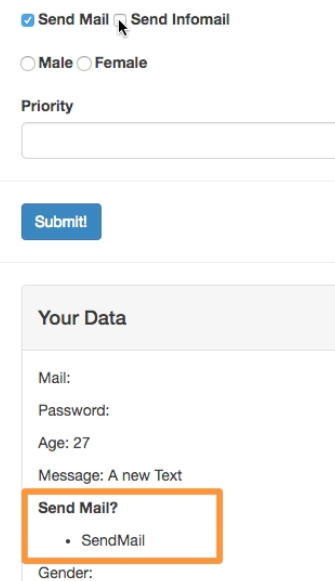 Send Mail Send Infomail
Male Female
Priority
Submit!
Your Data
Mail:
Password:
Age: 27
Message: A new Text
Send Mail?
• SendMail
Gender: